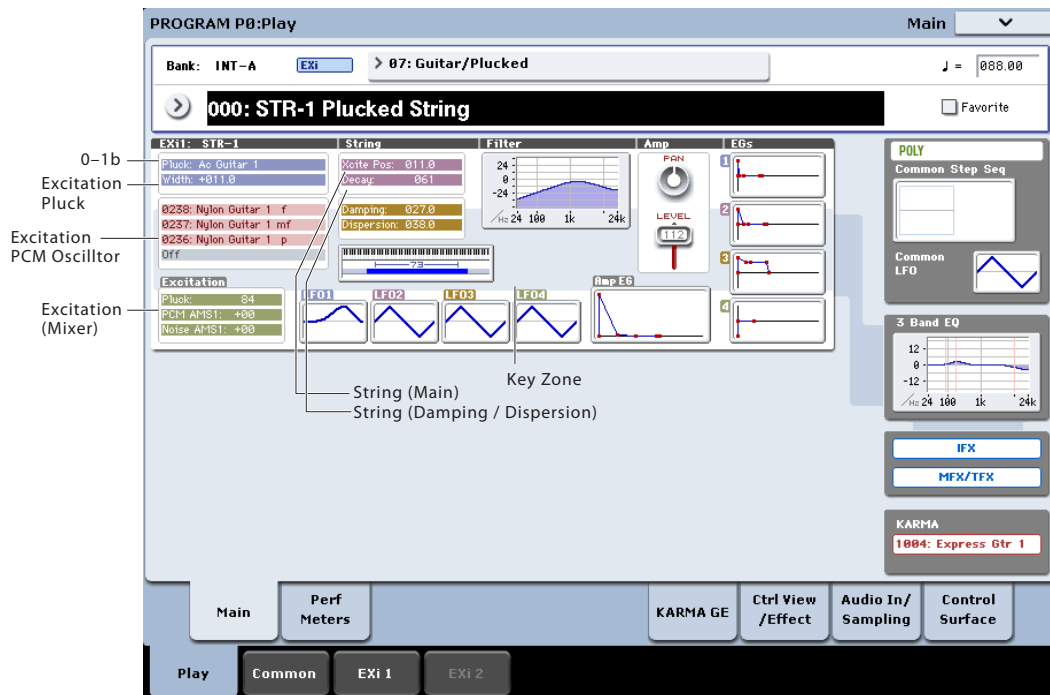 PROGRAM P0:Play
Main
Bank: INT-A
EXi
> 07: Guitar/Plucked
♩ = 088.00
000: STR-1 Plucked String
Favorite
EXi1: STR-1
String
Filter
Amp
EGs
0–1b
Excitation
Pluck
Excitation
PCM Oscilltor
Excitation
(Mixer)
Pluck: Ac Guitar 1
Width: +011.0
0238: Nylon Guitar 1 f
0237: Nylon Guitar 1 mf
0236: Nylon Guitar 1 p
Off
Excitation
Pluck: 84
PCM AMS1: +00
Noise AMS1: +00
Xcite Pos: 011.0
Decay: 061
Damping: 027.0
Dispersion: 038.0
73
24
0
-24
Hz 24 100 1k 24k
PAN
LEVEL
112
1
2
3
4
LFO1
LFO2
LFO3
LFO4
Amp EG
Key Zone
String (Main)
String (Damping / Dispersion)
POLY
Common Step Seq
Common
LFO
3 Band EQ
12
0
-12
Hz 24 100 1k 24k
IFX
MFX/TFX
KARMA
1004: Express Gtr 1
Main
Perf
Meters
KARMA GE
Ctrl View
/Effect
Audio In/
Sampling
Control
Surface
Play
Common
EXi 1
EXi 2